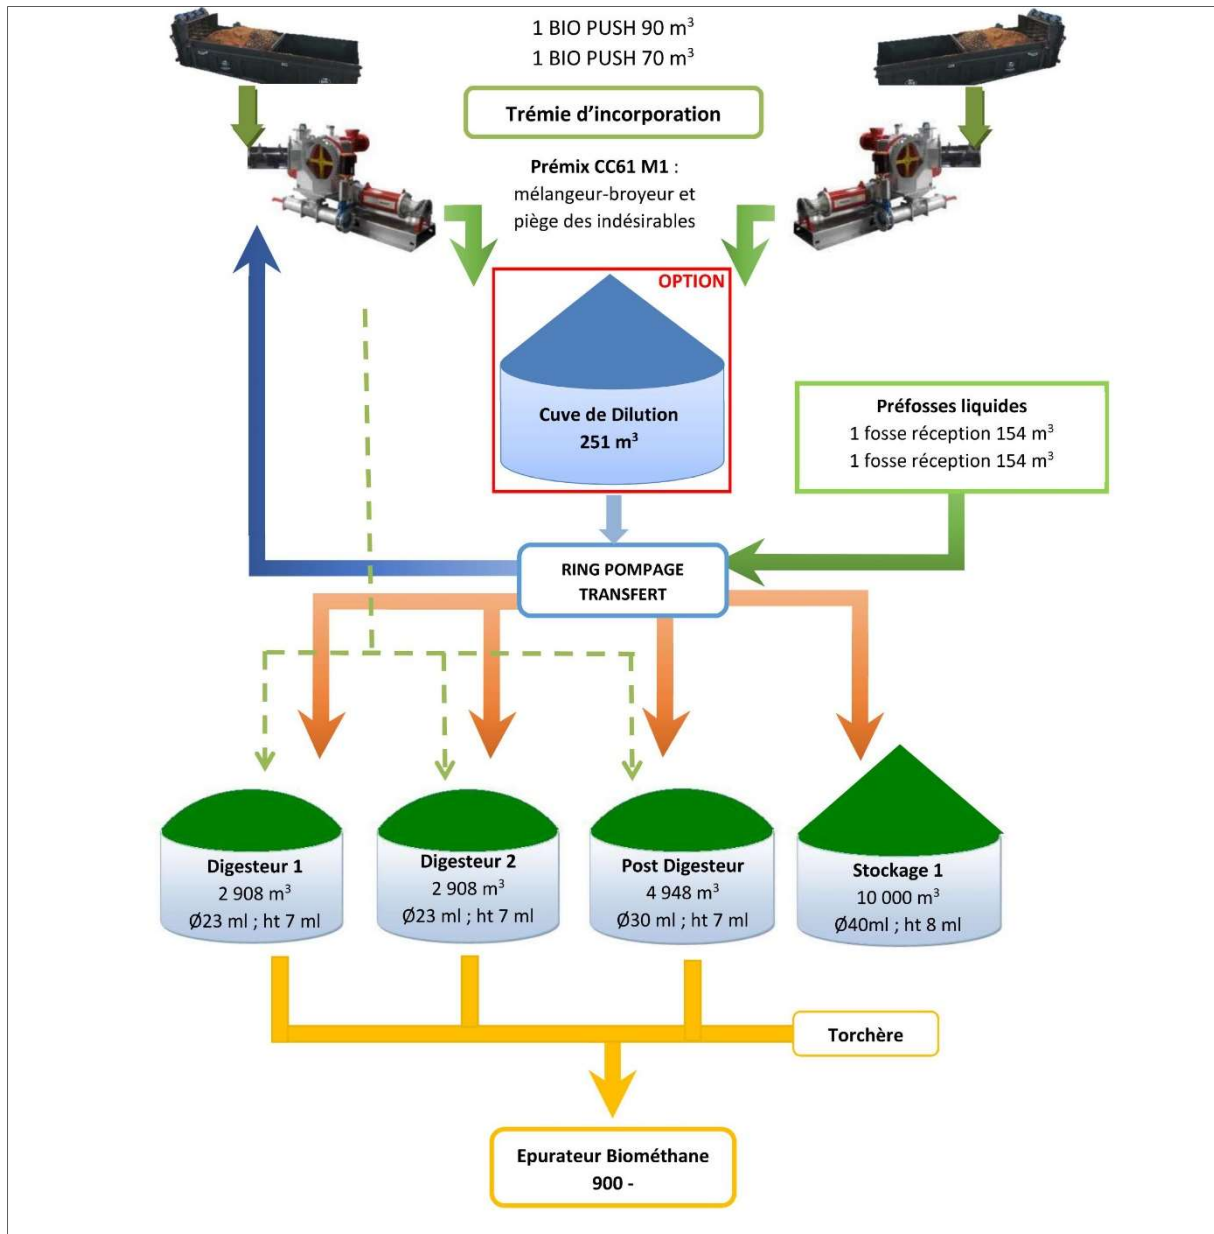 1 BIO PUSH 90 m³
1 BIO PUSH 70 m³
Trémie d'incorporation
Prémix CC61 M1 :
mélangeur-broyeur et
piège des indésirables
OPTION
Cuve de Dilution
251 m³
Préfosses liquides
1 fosse réception 154 m³
1 fosse réception 154 m³
RING POMPAGE
TRANSFERT
Digesteur 1
2 908 m³
Ø23 ml ; ht 7 ml
Digesteur 2
2 908 m³
Ø23 ml ; ht 7 ml
Post Digesteur
4 948 m³
Ø30 ml ; ht 7 ml
Stockage 1
10 000 m³
Ø40ml ; ht 8 ml
Torchère
Epurateur Biométhane
900 -